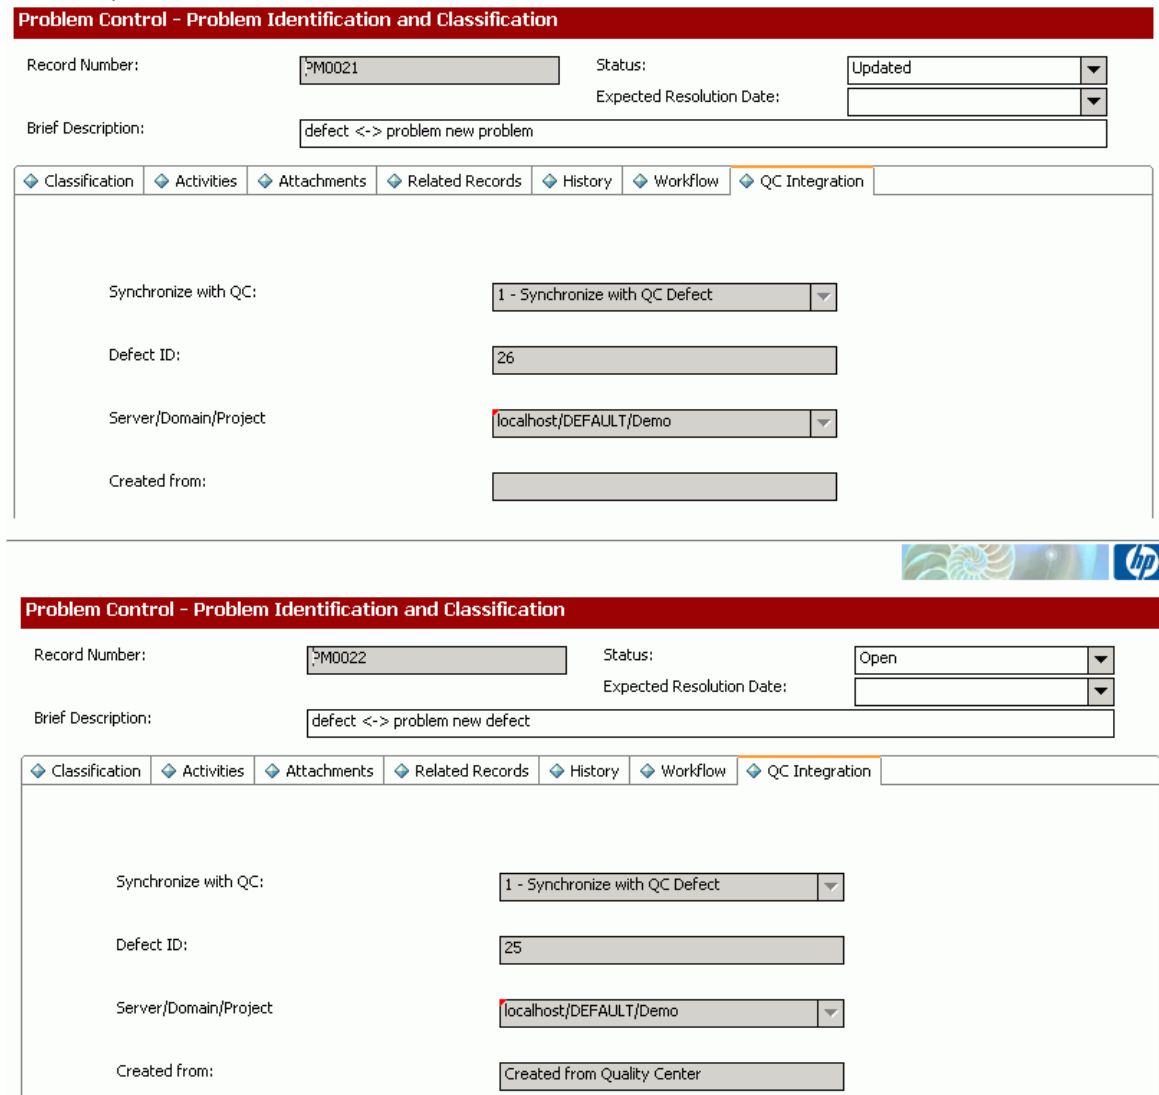 Problem Control - Problem Identification and Classification
Record Number: PM0021 Status: Updated
Expected Resolution Date:
Brief Description: defect <-> problem new problem
Classification Activities Attachments Related Records History Workflow QC Integration
Synchronize with QC: 1 - Synchronize with QC Defect
Defect ID: 26
Server/Domain/Project localhost/DEFAULT/Demo
Created from:
hp
Problem Control - Problem Identification and Classification
Record Number: PM0022 Status: Open
Expected Resolution Date:
Brief Description: defect <-> problem new defect
Classification Activities Attachments Related Records History Workflow QC Integration
Synchronize with QC: 1 - Synchronize with QC Defect
Defect ID: 25
Server/Domain/Project localhost/DEFAULT/Demo
Created from: Created from Quality Center